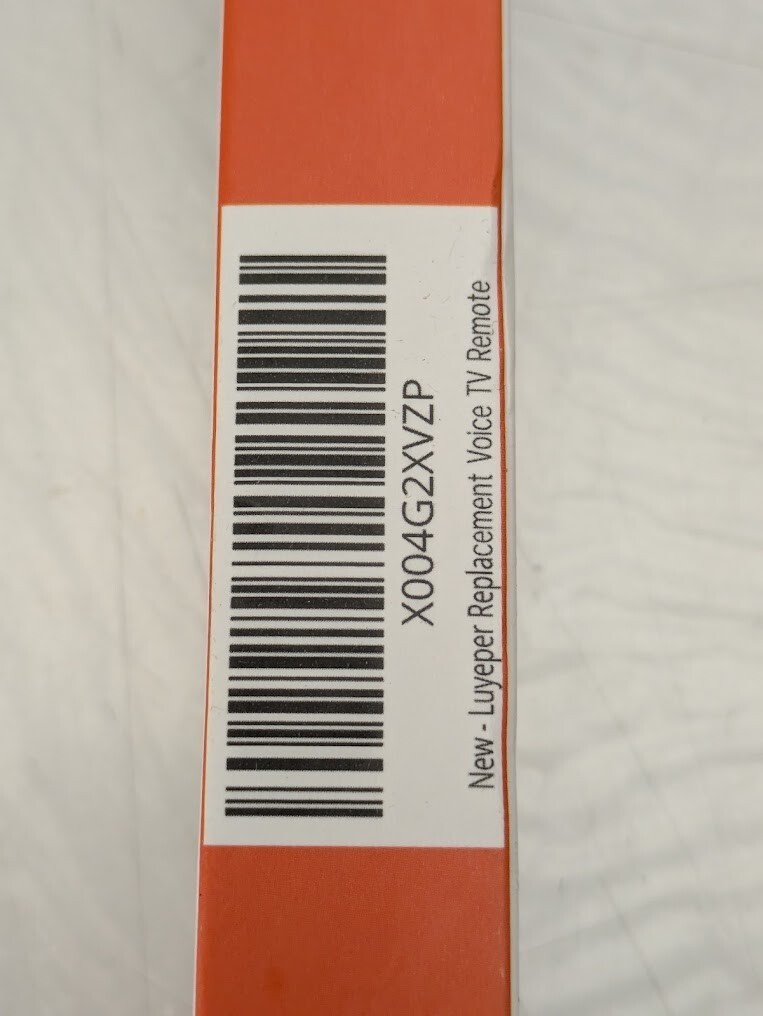 X004G2XVZP
New - Luyeper Replacement Voice TV Remote